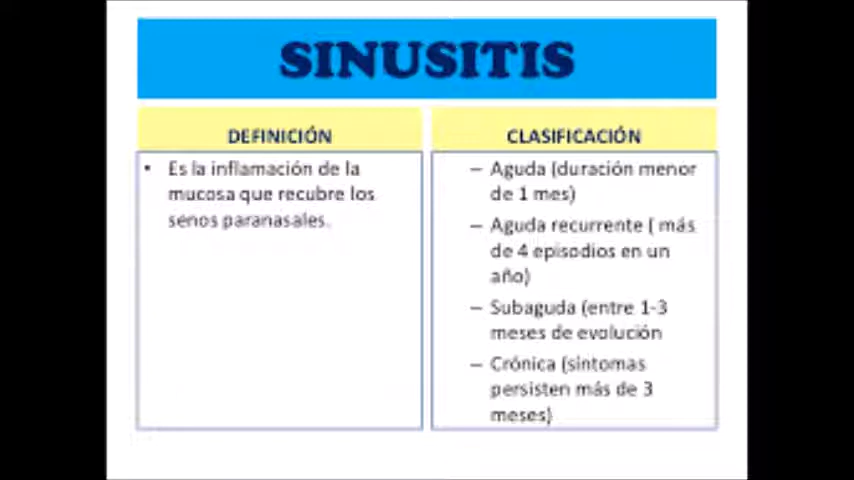 SINUSITIS
DEFINICIÓN
• Es la inflamación de la
mucosa que recubre los
senos paranasales.
CLASIFICACIÓN
– Aguda (duración menor
de 1 mes)
– Aguda recurrente ( más
de 4 episodios en un
año)
– Subaguda (entre 1-3
meses de evolución
– Crónica (síntomas
persisten más de 3
meses)